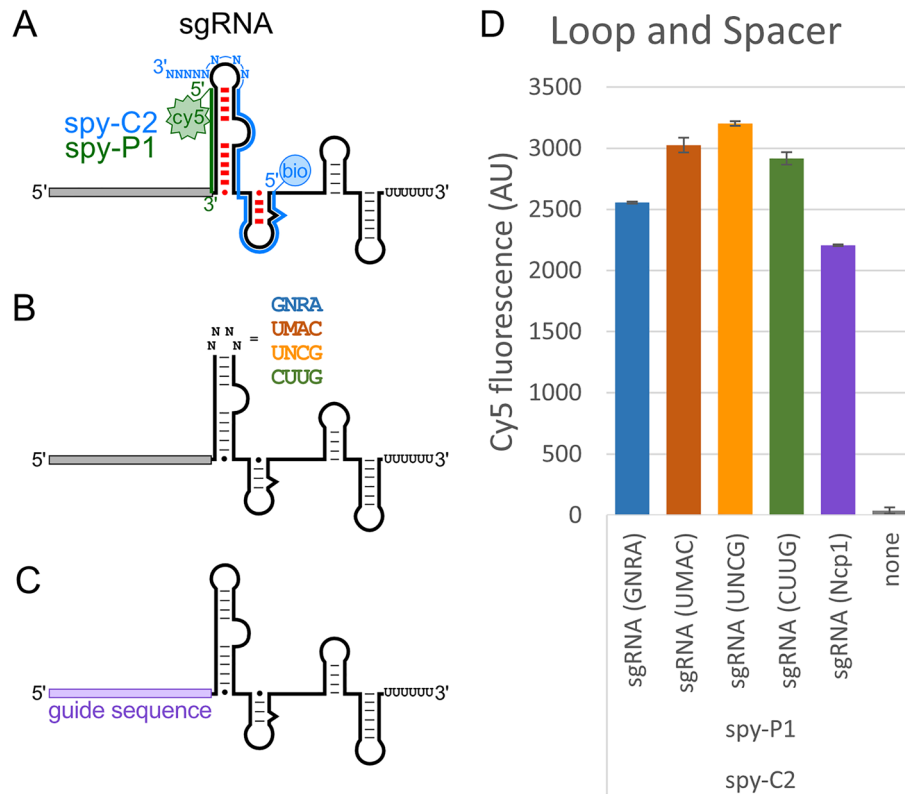 A
sgRNA
3'
NNNNN
N
N
N
N
5'
cy5
spy-C2
spy-P1
5'
bio
5'
3'
UUUUUU3'
B
N
N
N
N
=
GNRA
UMAC
UNCG
CUUG
5'
UUUUUU3'
C
5'
guide sequence
UUUUUU3'
D
Loop and Spacer
Cy5 fluorescence (AU)
3500
3000
2500
2000
1500
1000
500
0
sgRNA (GNRA)
sgRNA (UMAC)
sgRNA (UNCG)
sgRNA (CUUG)
sgRNA (Ncp1)
none
spy-P1
spy-C2